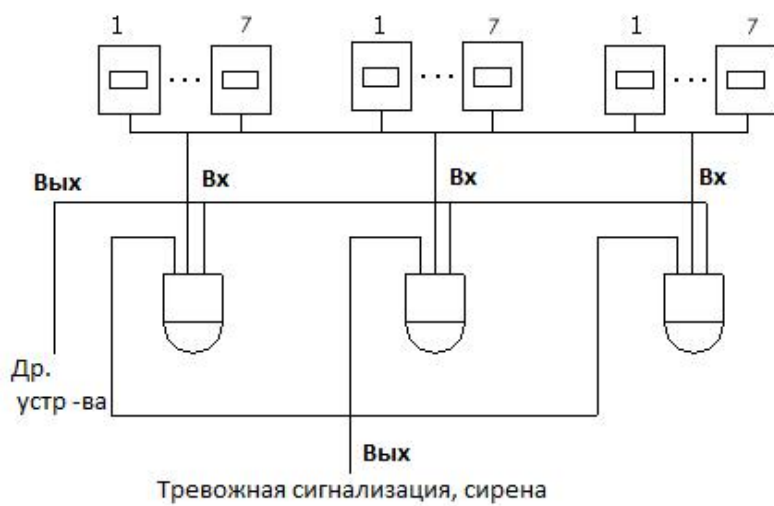 1 7 1 7 1 7
Вых Вх Вх Вх
Др.
устр -ва
Вых
Тревожная сигнализация, сирена